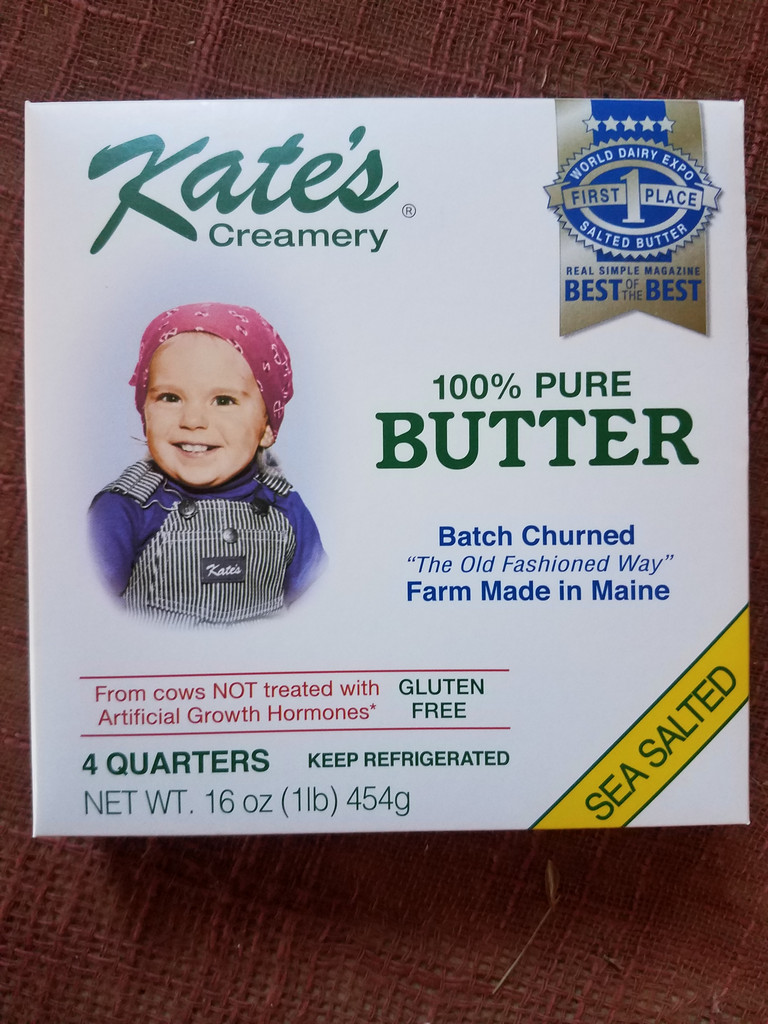 Kate's®
Creamery
WORLD DAIRY EXPO
FIRST 1 PLACE
SALTED BUTTER
REAL SIMPLE MAGAZINE
BEST OF THE BEST
100% PURE
BUTTER
Kate's
Batch Churned
"The Old Fashioned Way"
Farm Made in Maine
From cows NOT treated with
Artificial Growth Hormones*
GLUTEN
FREE
4 QUARTERS
KEEP REFRIGERATED
NET WT. 16 oz (1lb) 454g
SEA SALTED